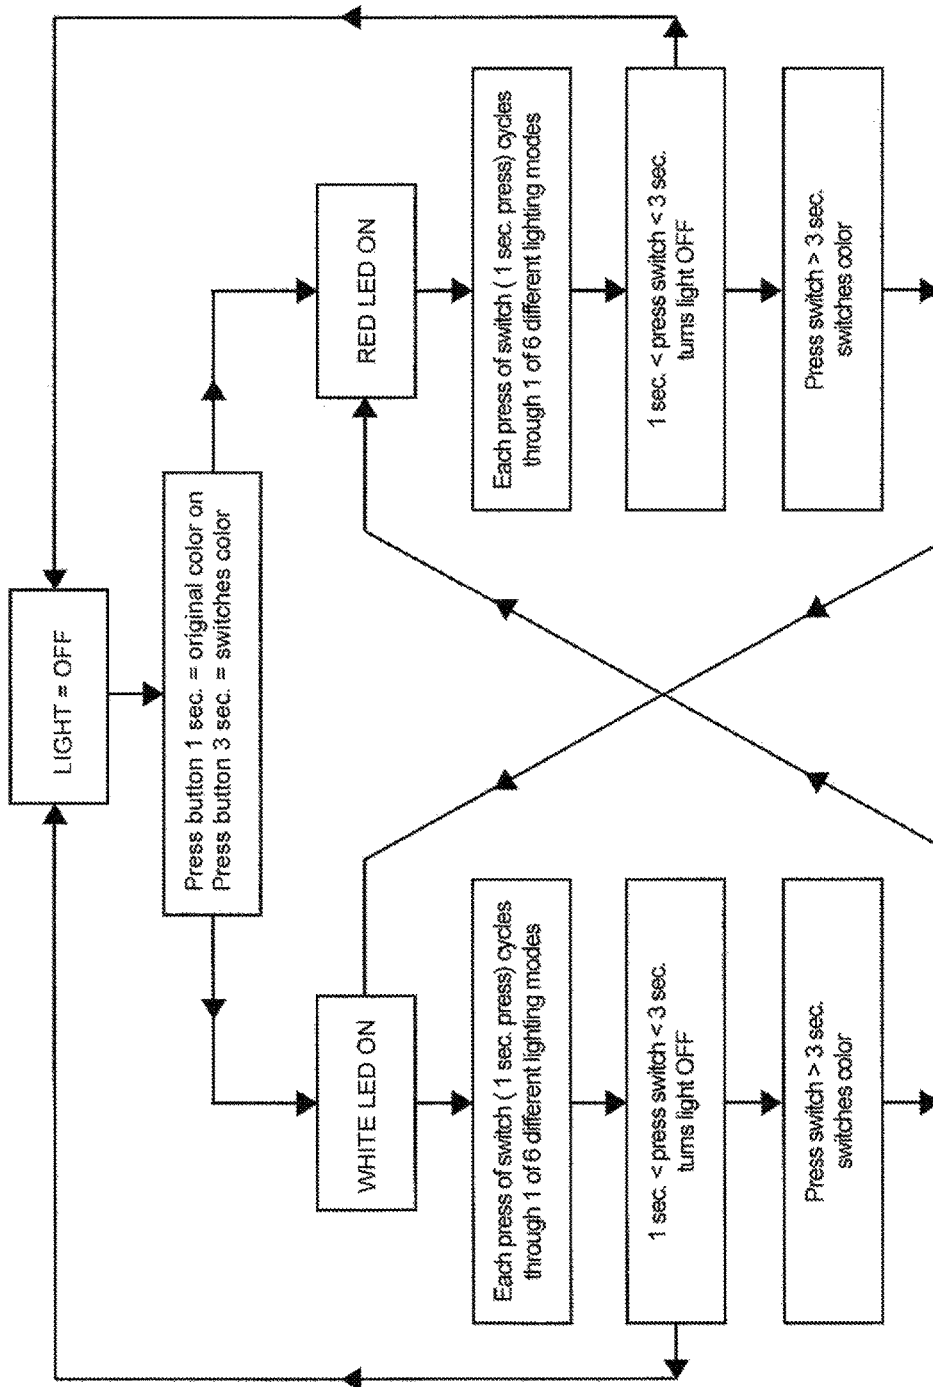 LIGHT = OFF
Press button 1 sec. = original color on
Press button 3 sec. = switches color
WHITE LED ON
RED LED ON
Each press of switch ( 1 sec. press) cycles
through 1 of 6 different lighting modes
Each press of switch ( 1 sec. press) cycles
through 1 of 6 different lighting modes
1 sec. < press switch < 3 sec.
turns light OFF
1 sec. < press switch < 3 sec.
turns light OFF
Press switch > 3 sec.
switches color
Press switch > 3 sec.
switches color